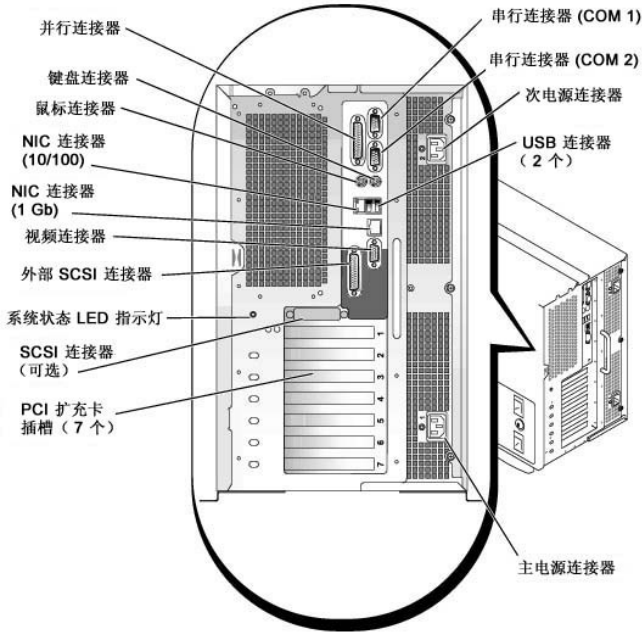 并行连接器
键盘连接器
鼠标连接器
NIC 连接器
(10/100)
NIC 连接器
(1 Gb)
视频连接器
外部 SCSI 连接器
系统状态 LED 指示灯
SCSI 连接器
（可选）
PCI 扩充卡
插槽（7 个）
串行连接器 (COM 1)
串行连接器 (COM 2)
次电源连接器
USB 连接器
（2 个）
主电源连接器
2
1
2
3
4
5
6
7
1